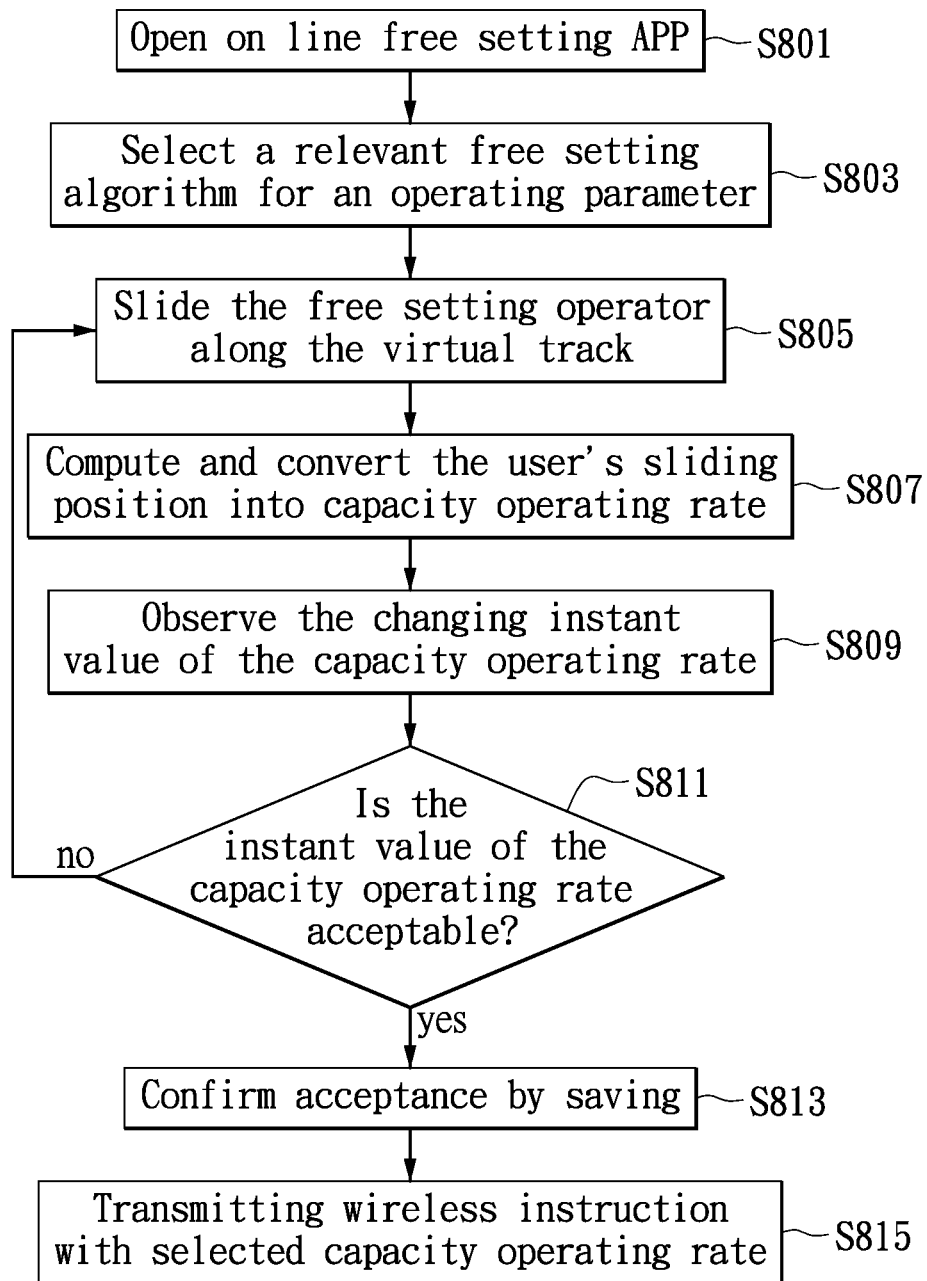 Open on line free setting APP
S801
Select a relevant free setting
algorithm for an operating parameter
S803
Slide the free setting operator
along the virtual track
S805
Compute and convert the user's sliding
position into capacity operating rate
S807
Observe the changing instant
value of the capacity operating rate
S809
Is the
instant value of the
capacity operating rate
acceptable?
S811
no
yes
Confirm acceptance by saving
S813
Transmitting wireless instruction
with selected capacity operating rate
S815